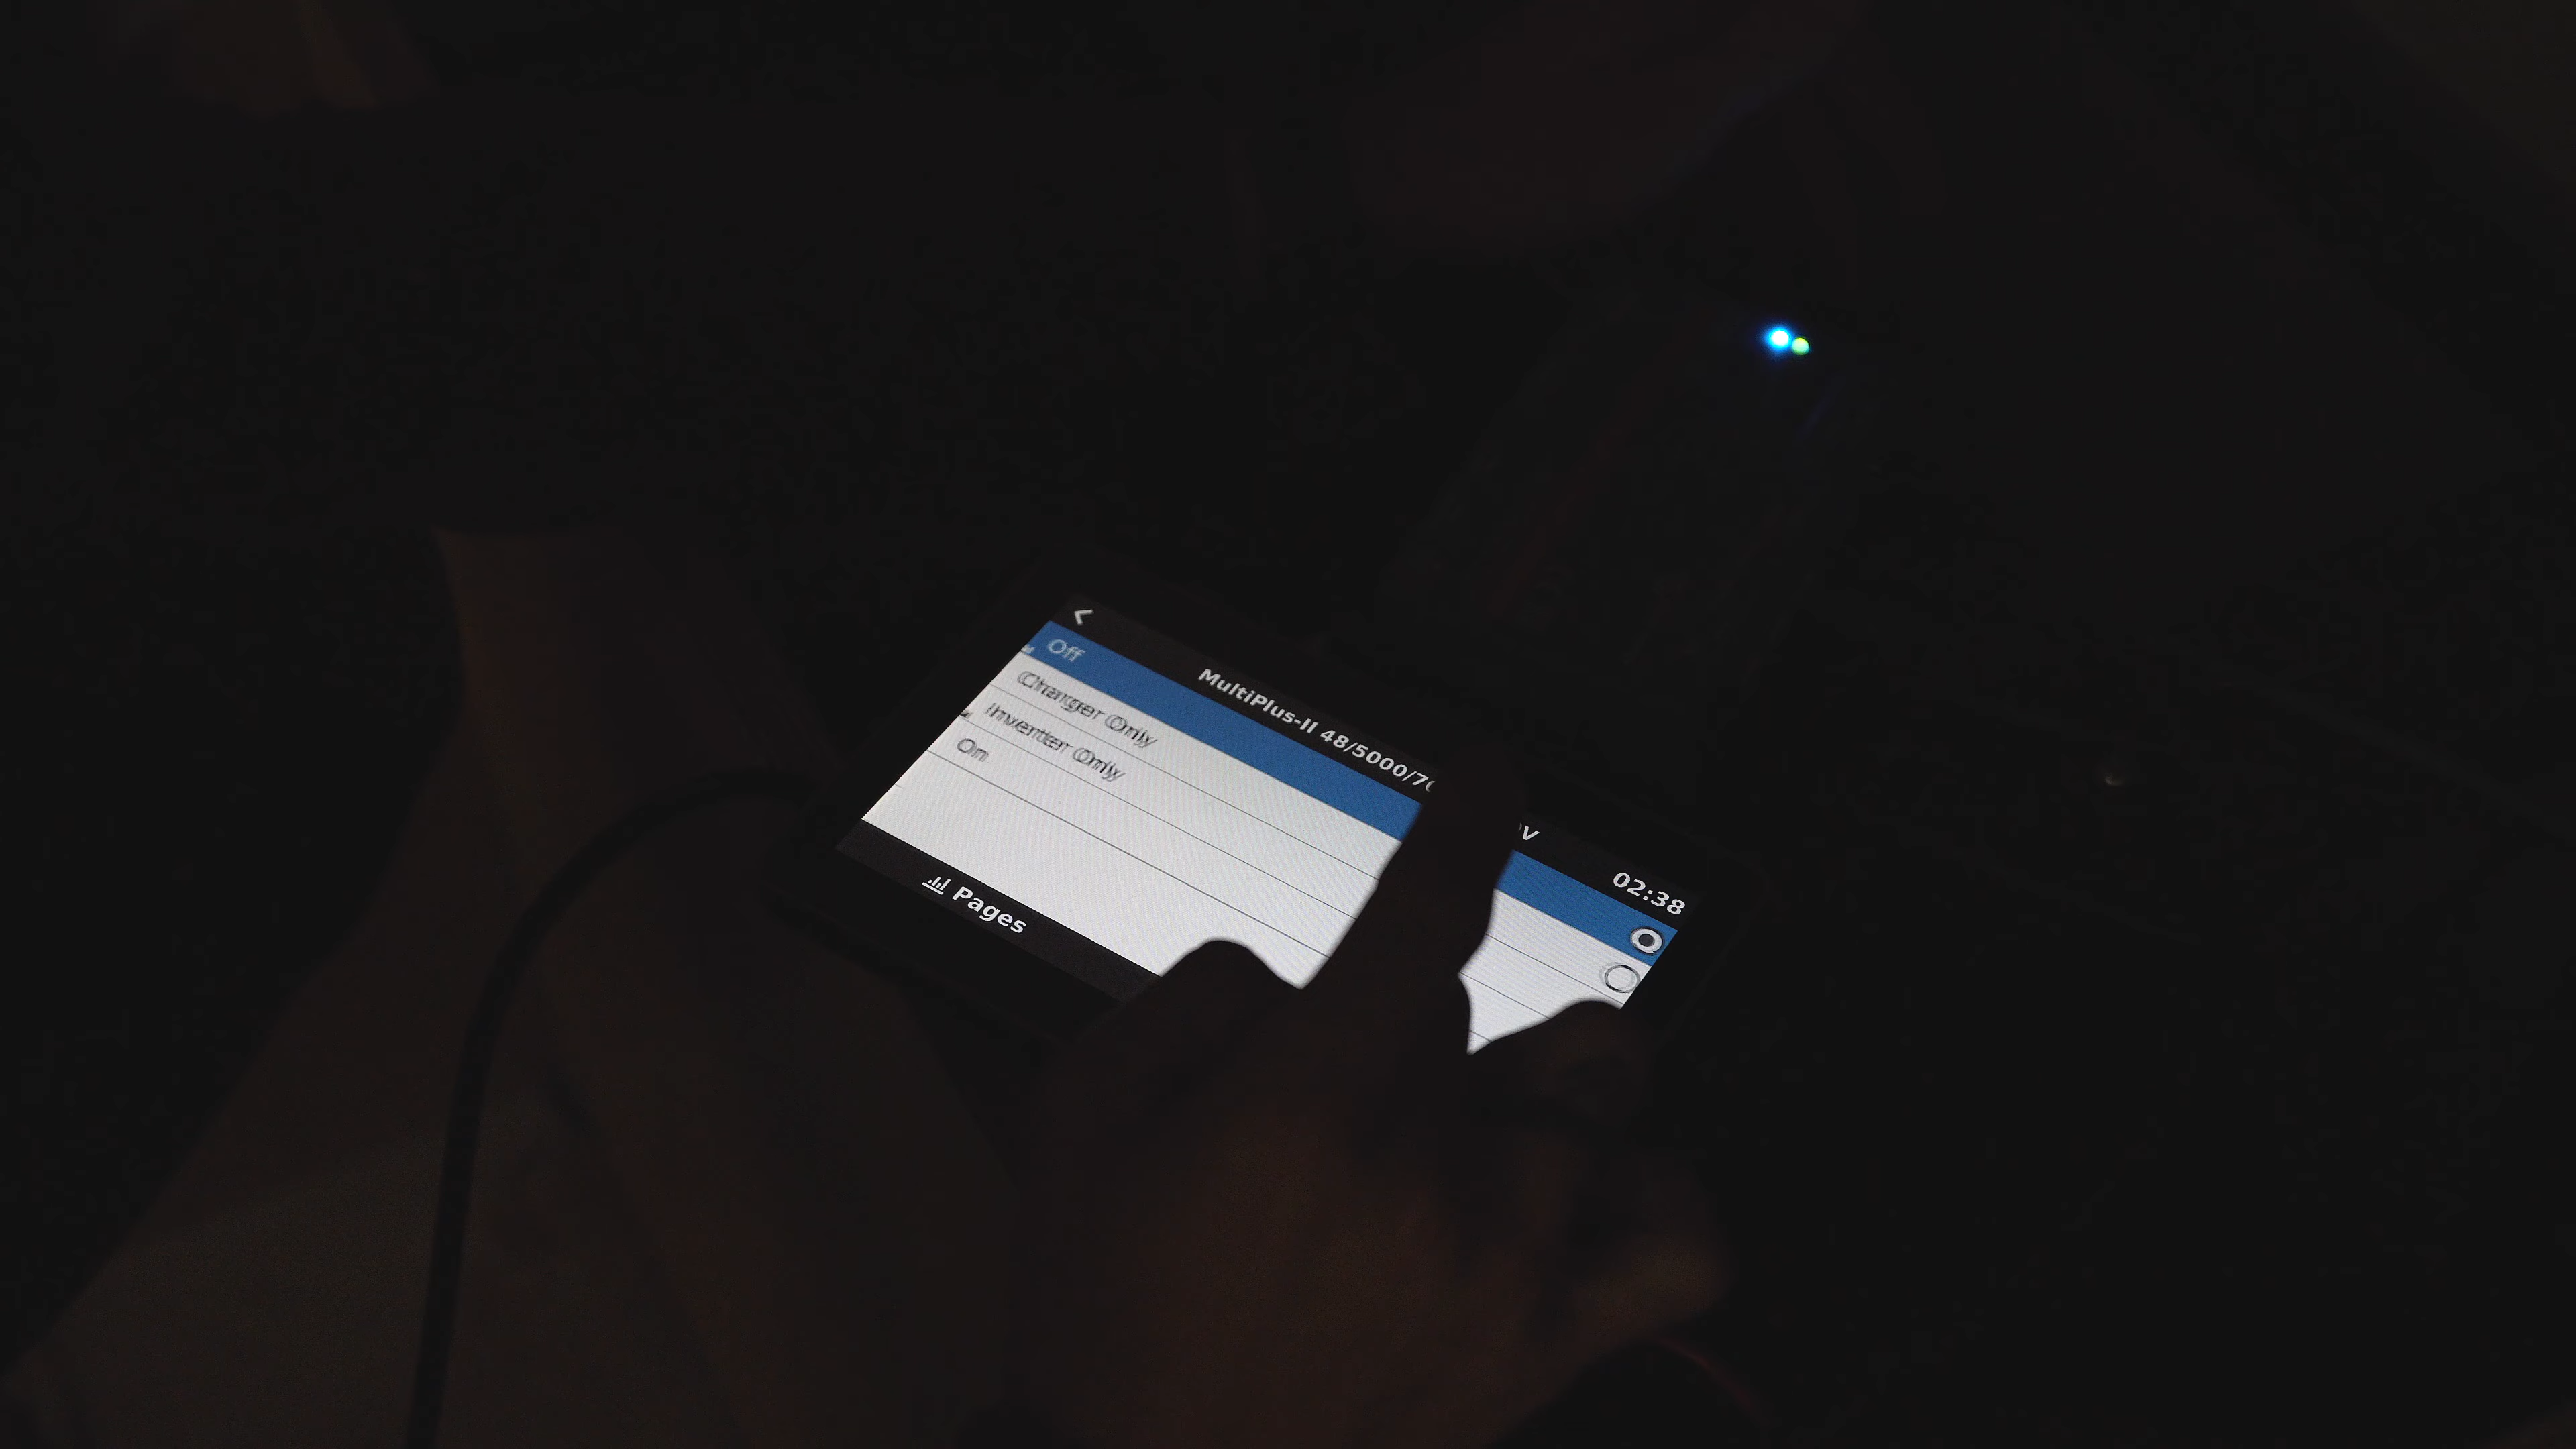 MultiPlus-II 48/5000/7
V
02:38
Off
Charger Only
Inverter Only
On
Pages